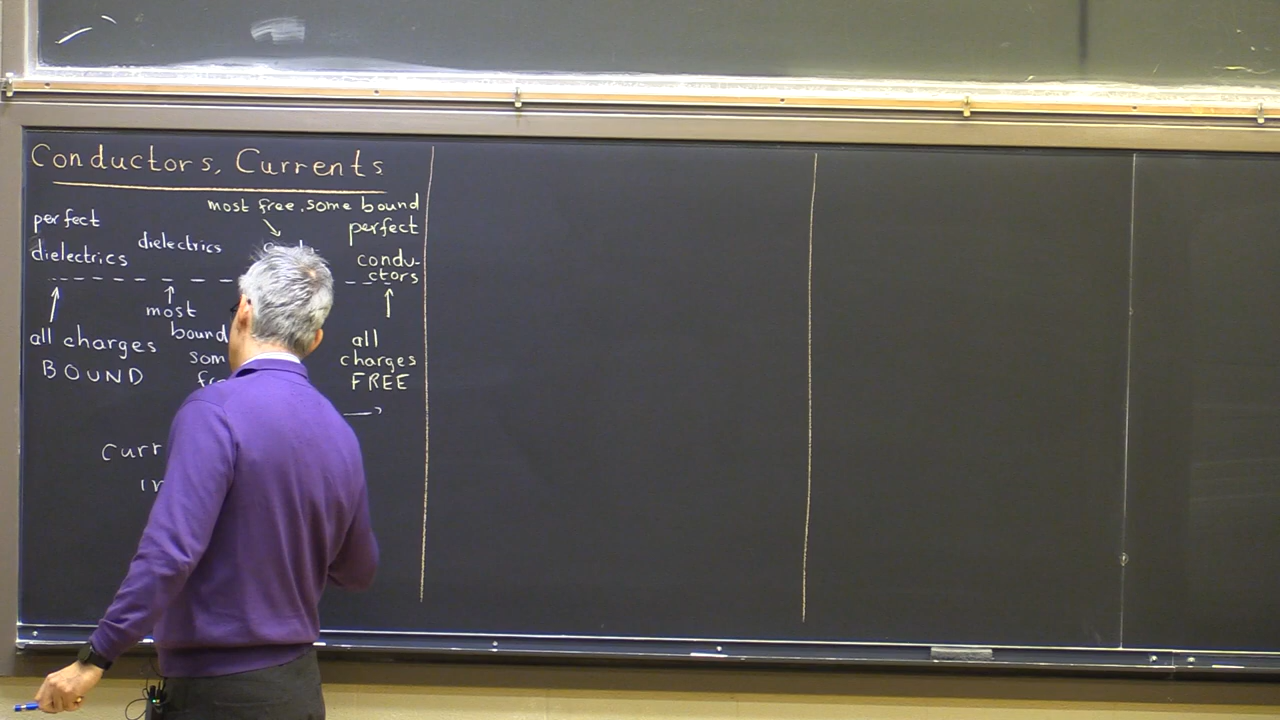 Conductors, Currents
most free, some bound
perfect
dielectrics
dielectrics
perfect
condu-
ctors
all charges
BOUND
most
bound
all
charges
FREE